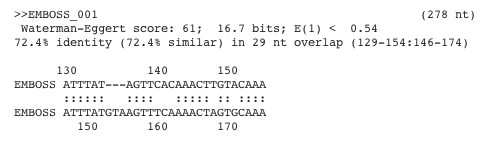 >>EMBOSS_001 (278 nt)
Waterman-Eggert score: 61; 16.7 bits; E(1) < 0.54
72.4% identity (72.4% similar) in 29 nt overlap (129-154:146-174)
130 140 150
EMBOSS ATTTAT---AGTTCACAAACTTGTACAAA
:::::: :::: ::::: :: ::::
EMBOSS ATTTATGTAAGTTTCAAAACTAGTGCAAA
150 160 170